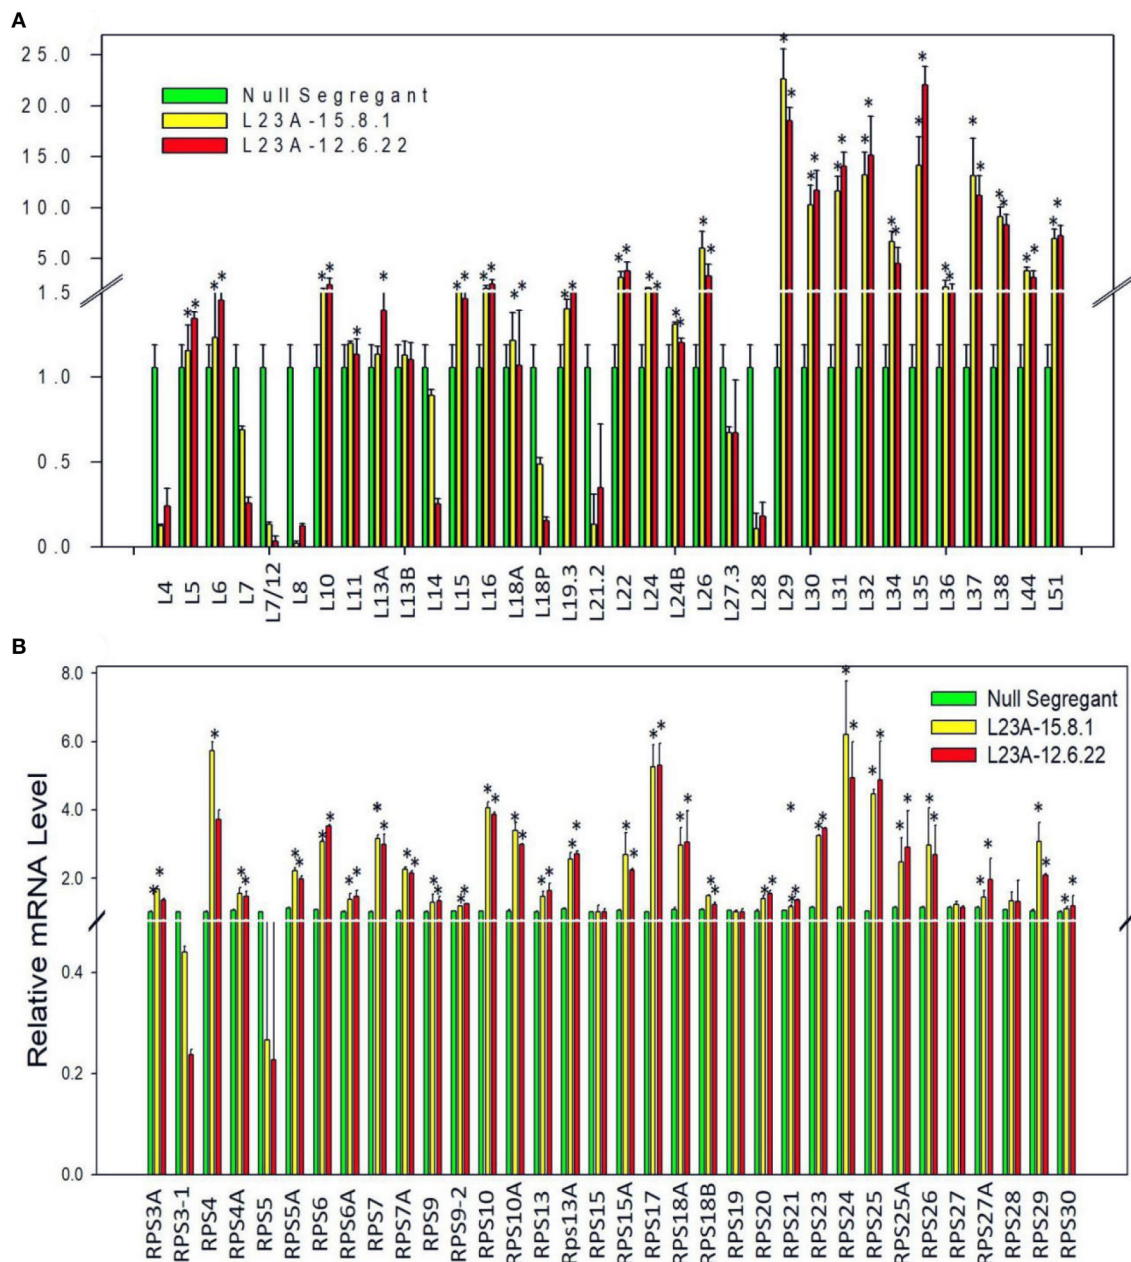 A
25.0
20.0
15.0
10.0
5.0
1.5
1.0
0.5
0.0
Null Segregant
L23A-15.8.1
L23A-12.6.22
* * * * * * * * * * * * * * * * * * * * * * * * * * * * * * * * * * * * * * * * * * * * * *
L4 L5 L6 L7 L7/12 L8 L10 L11 L13A L13B L14 L15 L16 L18A L18P L19.3 L21.2 L22 L24 L24B L26 L27.3 L28 L29 L30 L31 L32 L34 L35 L36 L37 L38 L44 L51
B
Relative mRNA Level
8.0
6.0
4.0
2.0
0.4
0.2
0.0
Null Segregant
L23A-15.8.1
L23A-12.6.22
RPS3A RPS3-1 RPS4 RPS4A RPS5 RPS5A RPS6 RPS6A RPS7 RPS7A RPS9 RPS9-2 RPS10 RPS10A RPS13 Rps13A RPS15 RPS15A RPS17 RPS18A RPS18B RPS19 RPS20 RPS21 RPS23 RPS24 RPS25 RPS25A RPS26 RPS27 RPS27A RPS28 RPS29 RPS30